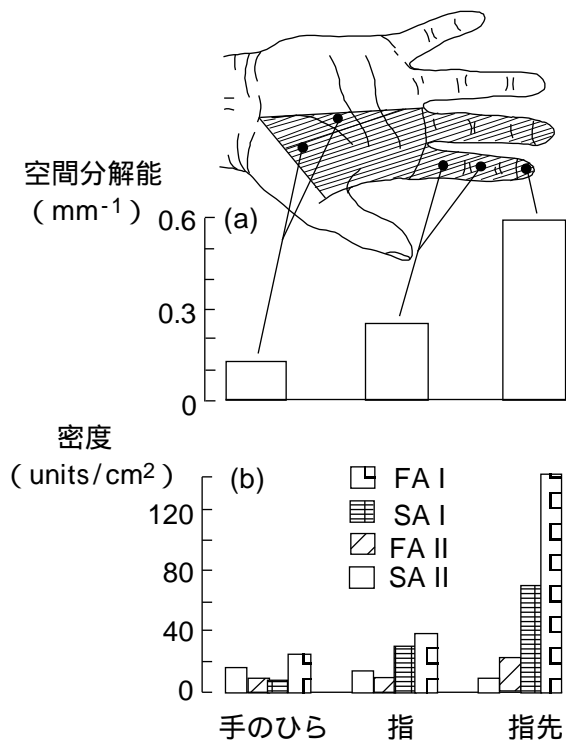 空間分解能
（mm-1）
0.6
(a)
0.3
0
密度
（units/cm2）
(b)
FA I
SA I
FA II
SA II
120
80
40
0
手のひら 指 指先